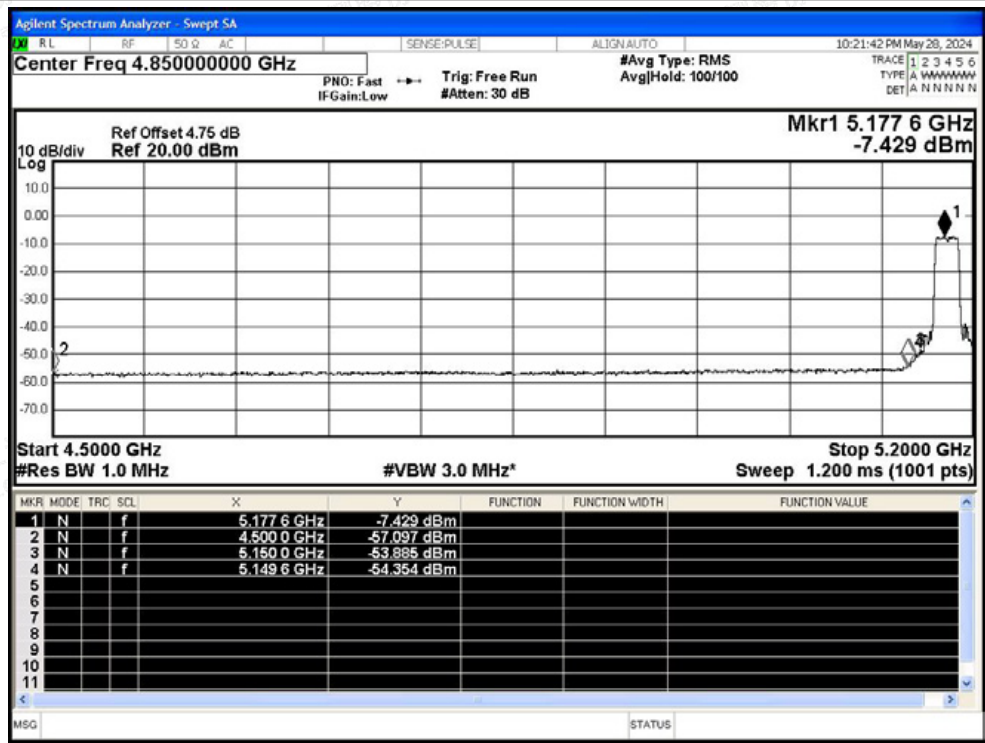 Agilent Spectrum Analyzer - Swept SA
LXI RL RF 50 Ω AC SENSE:PULSE ALIGNAUTO 10:21:42 PM May 28, 2024
Center Freq 4.850000000 GHz
PNO: Fast Trig: Free Run
IFGain:Low #Atten: 30 dB
#Avg Type: RMS
Avg|Hold: 100/100
TRACE 1 2 3 4 5 6
TYPE A WWWWW
DET A N N N N N
Ref Offset 4.75 dB
10 dB/div Ref 20.00 dBm
Log
Mkr1 5.177 6 GHz
-7.429 dBm
10.0
0.00
-10.0
-20.0
-30.0
-40.0
-50.0
-60.0
-70.0
1
2
Start 4.5000 GHz Stop 5.2000 GHz
#Res BW 1.0 MHz #VBW 3.0 MHz* Sweep 1.200 ms (1001 pts)
MKR MODE TRC SCL X Y FUNCTION FUNCTION WIDTH FUNCTION VALUE
1 N f 5.177 6 GHz -7.429 dBm
2 N f 4.500 0 GHz -57.097 dBm
3 N f 5.150 0 GHz -53.885 dBm
4 N f 5.149 6 GHz -54.354 dBm
5
6
7
8
9
10
11
MSG STATUS